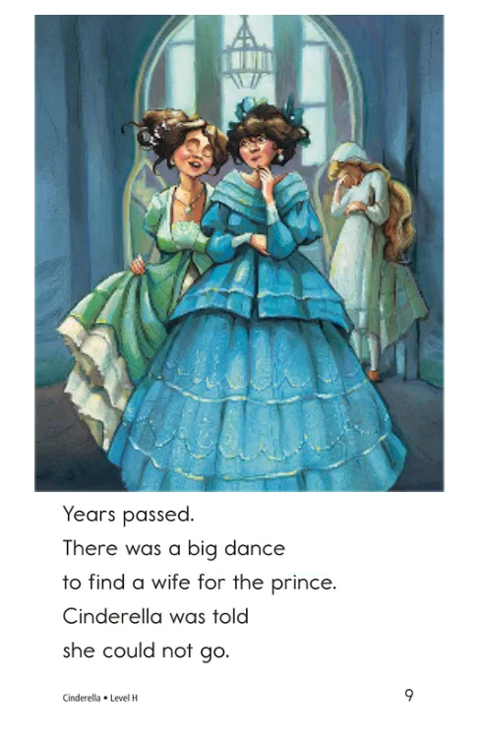 Years passed.
There was a big dance
to find a wife for the prince.
Cinderella was told
she could not go.
Cinderella • Level H
9